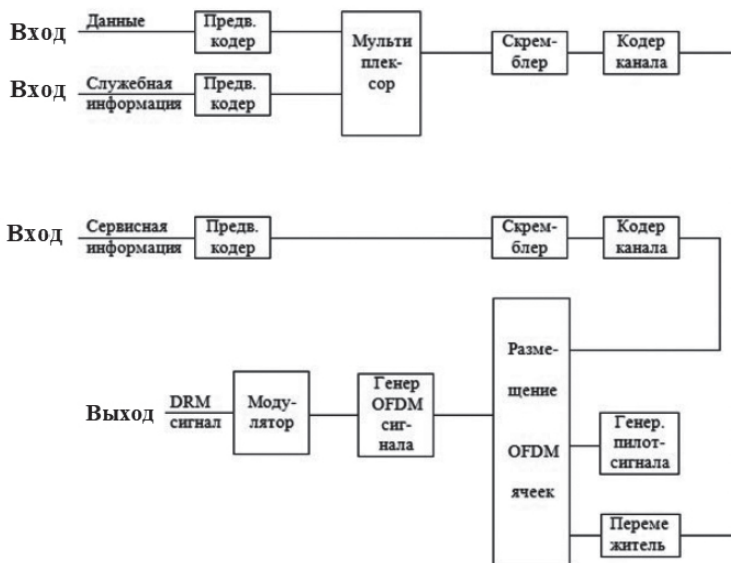 Вход
Данные
Предв.
кодер
Мульти
плек-
сор
Скрем-
блер
Кодер
канала
Вход
Служебная
информация
Предв.
кодер
Вход
Сервисная
информация
Предв.
кодер
Скрем-
блер
Кодер
канала
Выход
DRM
сигнал
Моду-
лятор
Генер
OFDM
сиг-
нала
Разме-
щение
OFDM
ячеек
Генер.
пилот-
сигнала
Переме
житель